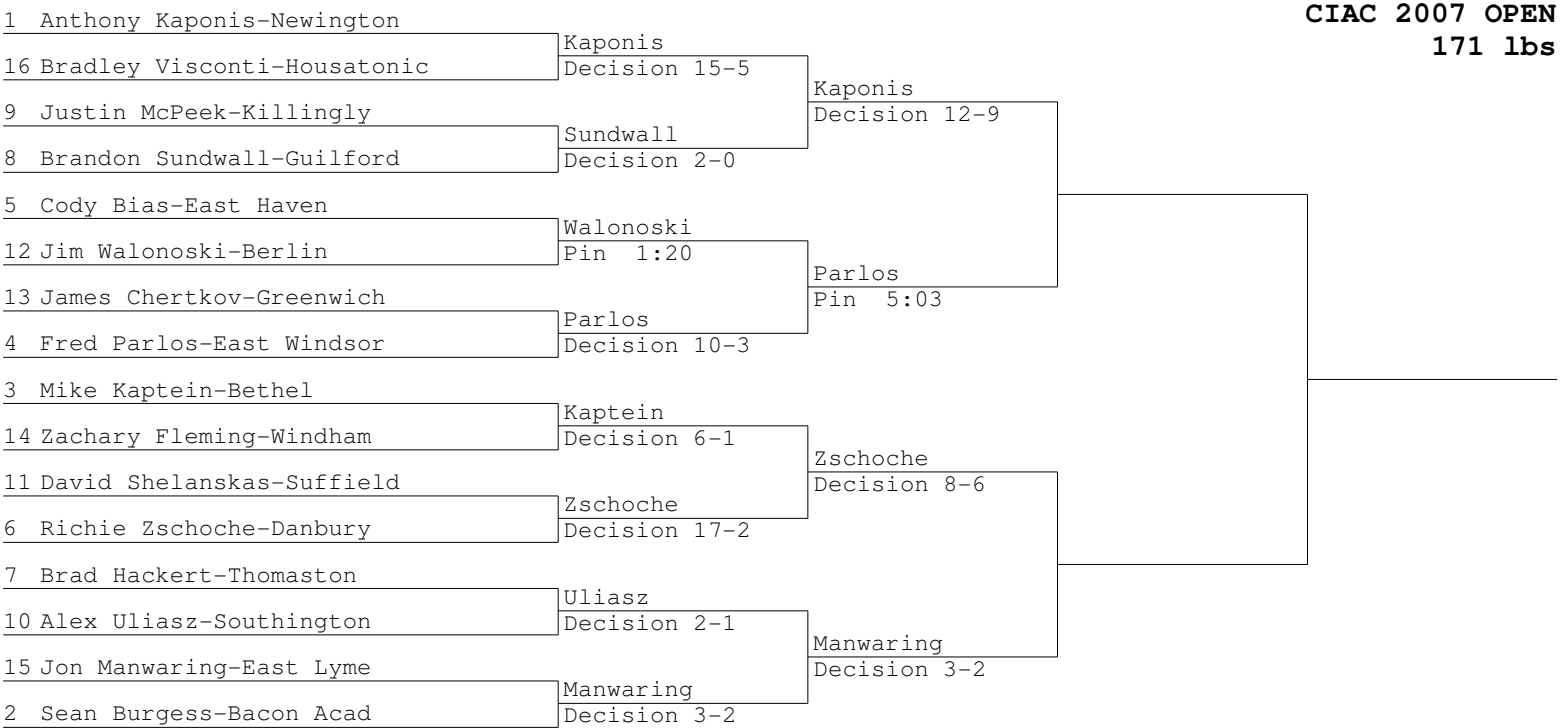 CIAC 2007 OPEN
171 lbs
1 Anthony Kaponis-Newington
16 Bradley Visconti-Housatonic
9 Justin McPeek-Killingly
8 Brandon Sundwall-Guilford
5 Cody Bias-East Haven
12 Jim Walonoski-Berlin
13 James Chertkov-Greenwich
4 Fred Parlos-East Windsor
3 Mike Kaptein-Bethel
14 Zachary Fleming-Windham
11 David Shelanskas-Suffield
6 Richie Zschoche-Danbury
7 Brad Hackert-Thomaston
10 Alex Uliasz-Southington
15 Jon Manwaring-East Lyme
2 Sean Burgess-Bacon Acad
Kaponis
Decision 15-5
Sundwall
Decision 2-0
Walonoski
Pin 1:20
Parlos
Decision 10-3
Kaptein
Decision 6-1
Zschoche
Decision 17-2
Uliasz
Decision 2-1
Manwaring
Decision 3-2
Kaponis
Decision 12-9
Parlos
Pin 5:03
Zschoche
Decision 8-6
Manwaring
Decision 3-2